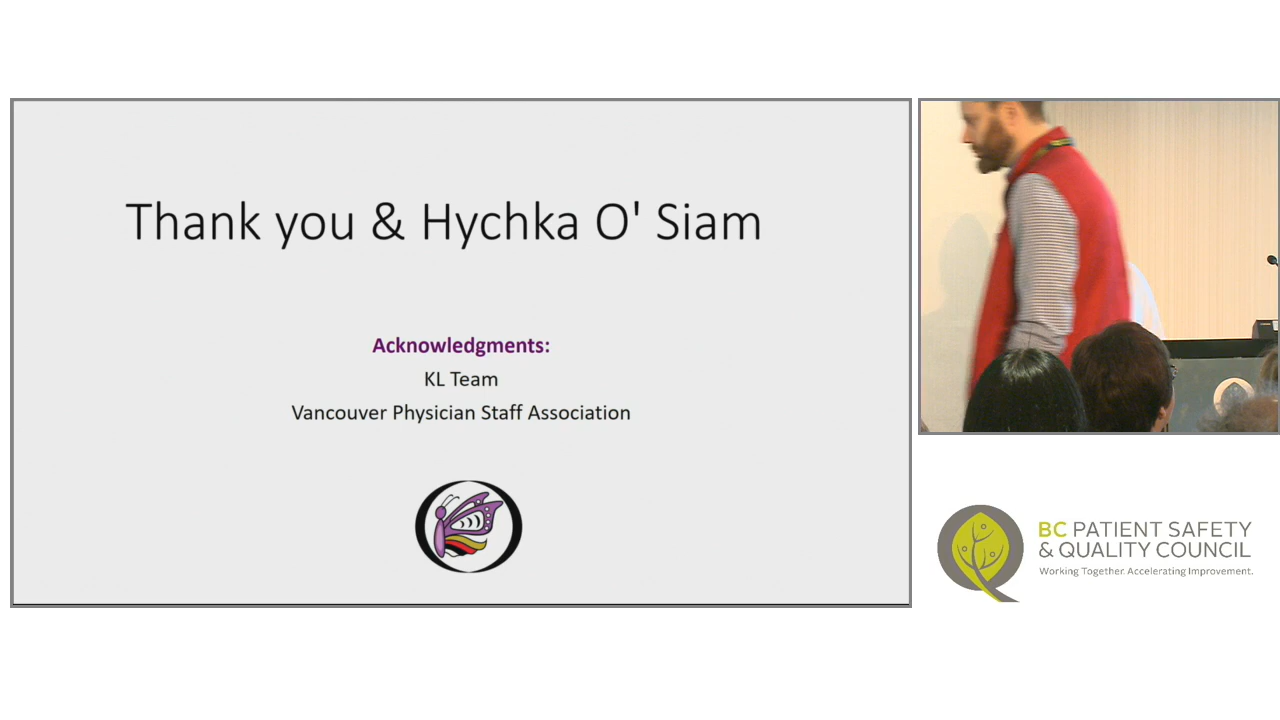 Thank you & Hychka O' Siam
Acknowledgments:
KL Team
Vancouver Physician Staff Association
BC PATIENT SAFETY
& QUALITY COUNCIL
Working Together. Accelerating Improvement.